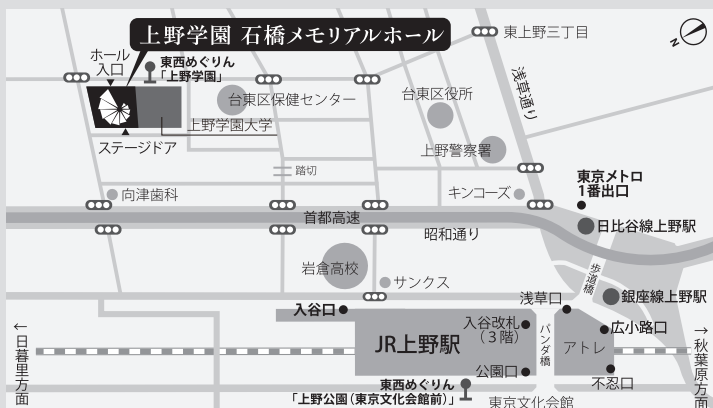 上野学園 石橋メモリアルホール
東上野三丁目
N
ホール
入口
東西めぐりん
「上野学園」
台東区保健センター
台東区役所
浅草通り
上野学園大学
ステージドア
上野警察署
踏切
東京メトロ
1番出口
向津歯科
キンコーズ
首都高速
昭和通り
日比谷線上野駅
岩倉高校
サンクス
歩道橋
銀座線上野駅
入谷口
浅草口
入谷改札
（3階）
パンダ橋
広小路口
アトレ
JR上野駅
←日暮里方面
→秋葉原方面
公園口
不忍口
東西めぐりん
「上野公園（東京文化会館前）」
東京文化会館